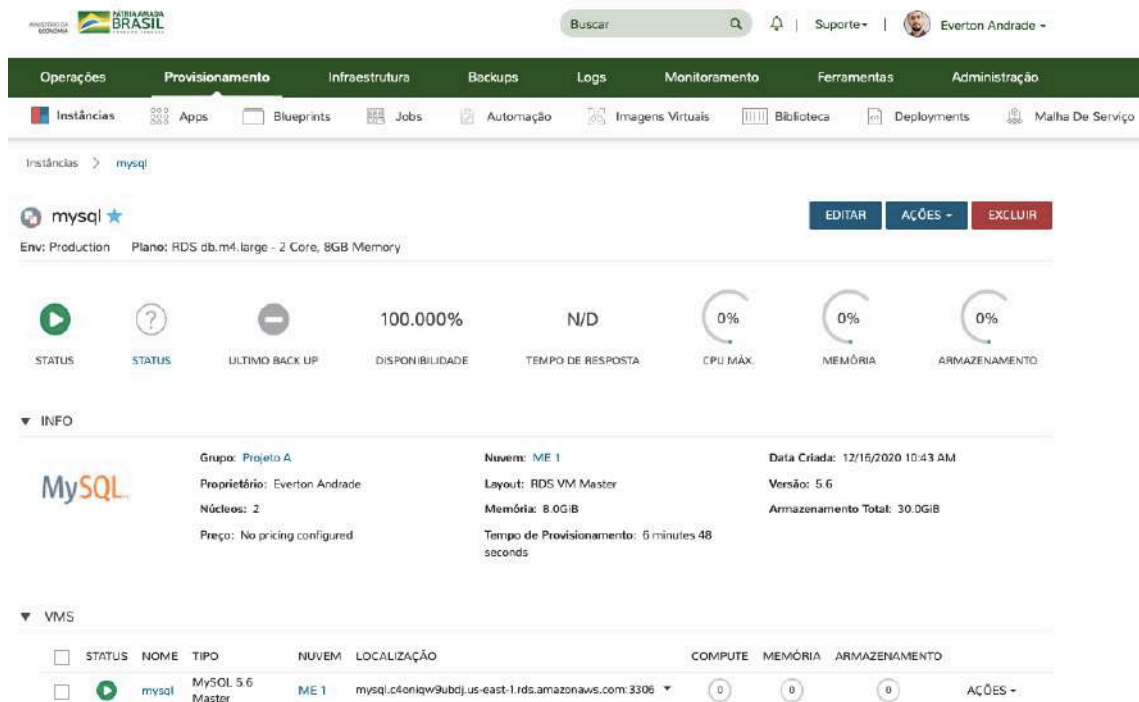 MINISTÉRIO DA
ECONOMIA
PÁTRIA AMADA
BRASIL
Buscar
Suporte
Everton Andrade
Operações Provisionamento Infraestrutura Backups Logs Monitoramento Ferramentas Administração
Instâncias Apps Blueprints Jobs Automação Imagens Virtuais Biblioteca Deployments Malha De Serviço
Instâncias > mysql
mysql
EDITAR AÇÕES EXCLUIR
Env: Production Plano: RDS db.m4.large - 2 Core, 8GB Memory
? 100.000% N/D 0% 0% 0%
STATUS STATUS ULTIMO BACK UP DISPONIBILIDADE TEMPO DE RESPOSTA CPU MÁX. MEMÓRIA ARMAZENAMENTO
INFO
MySQL
Grupo: Projeto A Nuvem: ME 1 Data Criada: 12/16/2020 10:43 AM
Proprietário: Everton Andrade Layout: RDS VM Master Versão: 5.6
Núcleos: 2 Memória: 8.0GiB Armazenamento Total: 30.0GiB
Preço: No pricing configured Tempo de Provisionamento: 6 minutes 48
seconds
VMS
STATUS NOME TIPO NUVEM LOCALIZAÇÃO COMPUTE MEMÓRIA ARMAZENAMENTO
mysql MySQL 5.6 ME 1 mysql.c4oniqw9ubdj.us-east-1.rds.amazonaws.com:3306 0 0 0 AÇÕES
Master